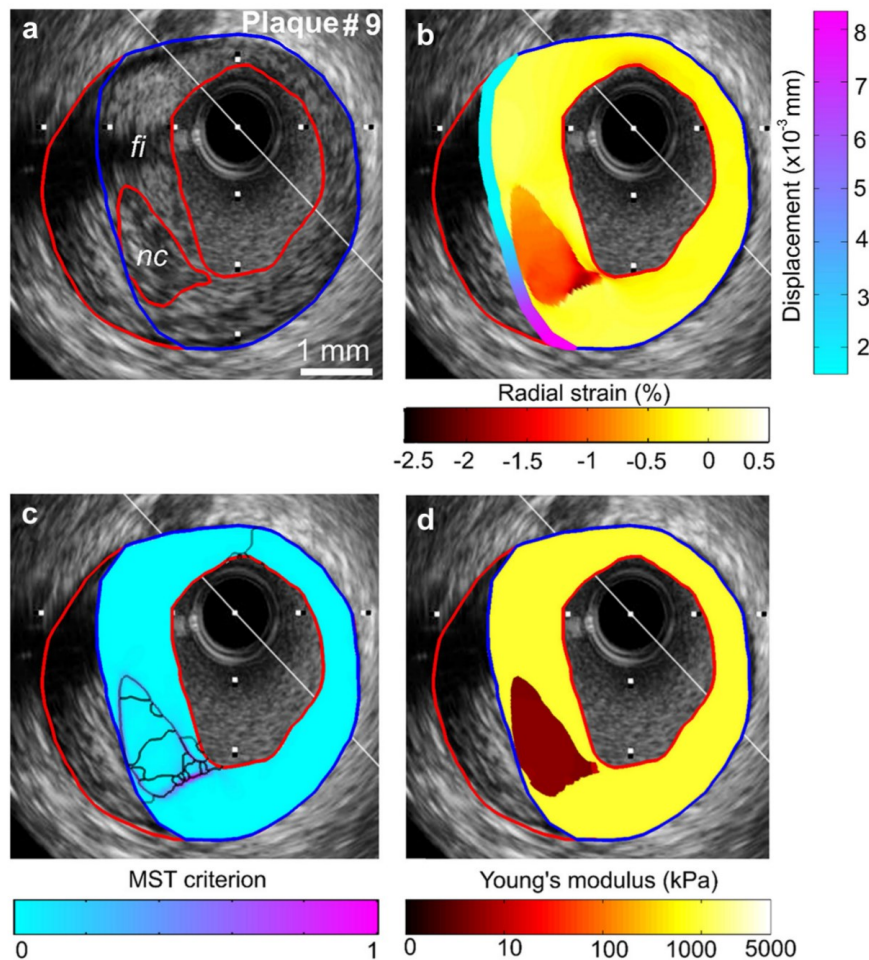 a
Plaque # 9
fi
nc
1 mm
b
Displacement (x10⁻³ mm)
8
7
6
5
4
3
2
Radial strain (%)
-2.5 -2 -1.5 -1 -0.5 0 0.5
c
MST criterion
0 1
d
Young's modulus (kPa)
0 10 100 1000 5000